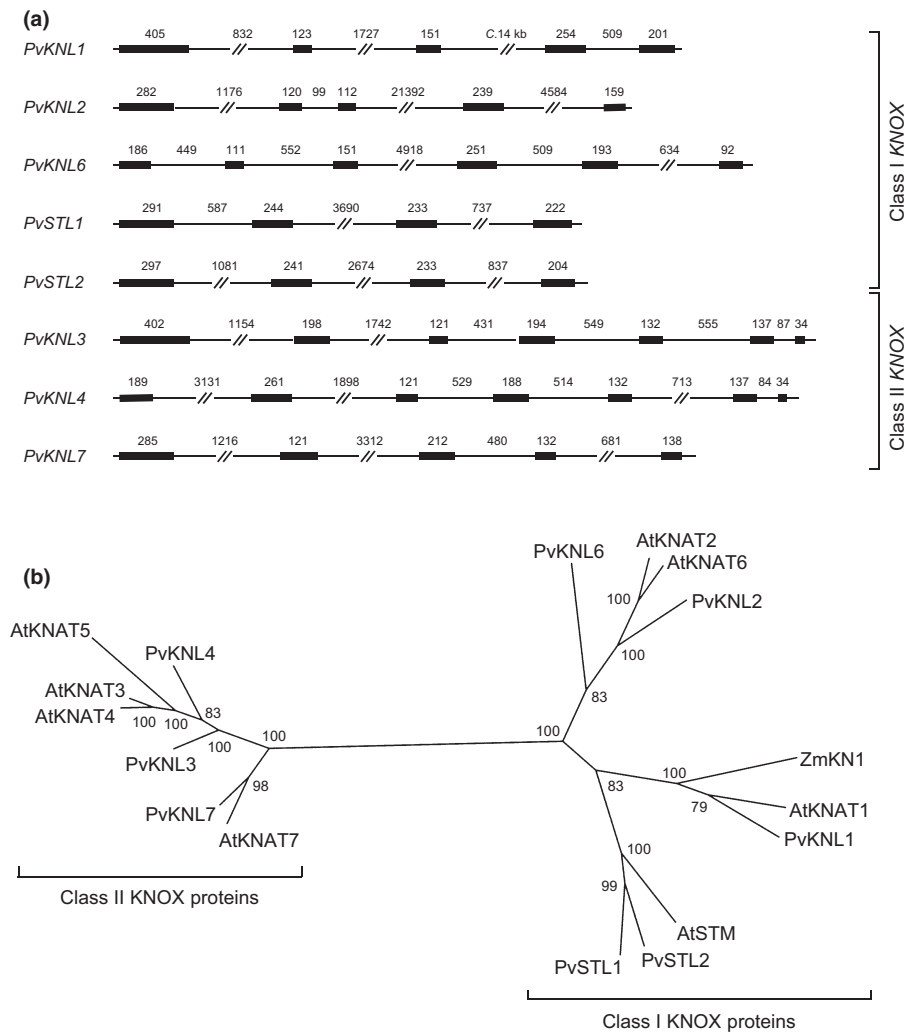 (a)
405 832 123 1727 151 C.14 kb 254 509 201
PvKNL1
282 1176 120 99 112 21392 239 4584 159
PvKNL2
186 449 111 552 151 4918 251 509 193 634 92
PvKNL6
291 587 244 3690 233 737 222
PvSTL1
297 1081 241 2674 233 837 204
PvSTL2
Class I KNOX
402 1154 198 1742 121 431 194 549 132 555 137 87 34
PvKNL3
189 3131 261 1898 121 529 188 514 132 713 137 84 34
PvKNL4
285 1216 121 3312 212 480 132 681 138
PvKNL7
Class II KNOX
(b)
AtKNAT5
PvKNL4
AtKNAT3
AtKNAT4
100
100
83
100
100
PvKNL3
98
PvKNL7
AtKNAT7
Class II KNOX proteins
PvKNL6
AtKNAT2
AtKNAT6
100
PvKNL2
100
83
100
83
100
ZmKN1
79
AtKNAT1
PvKNL1
100
99
AtSTM
PvSTL2
PvSTL1
Class I KNOX proteins